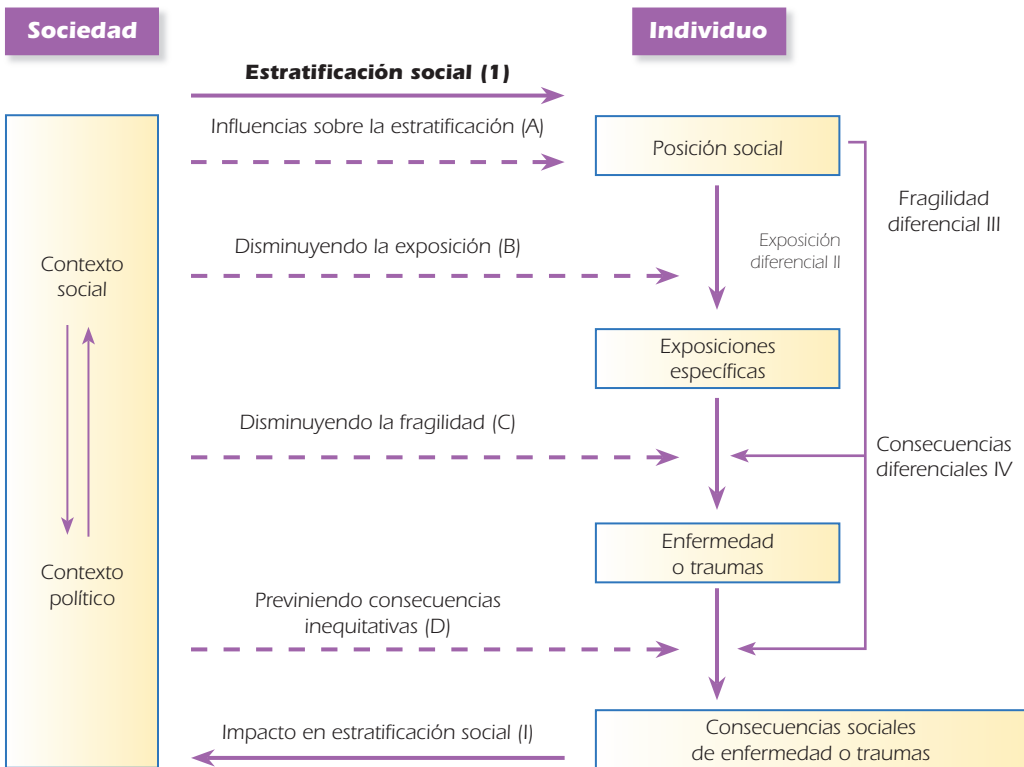 Sociedad
Individuo
Estratificación social (1)
Influencias sobre la estratificación (A)
Posición social
Fragilidad
diferencial III
Disminuyendo la exposición (B)
Exposición
diferencial II
Contexto
social
Exposiciones
específicas
Disminuyendo la fragilidad (C)
Consecuencias
diferenciales IV
Enfermedad
o traumas
Contexto
político
Previniendo consecuencias
inequitativas (D)
Impacto en estratificación social (I)
Consecuencias sociales
de enfermedad o traumas